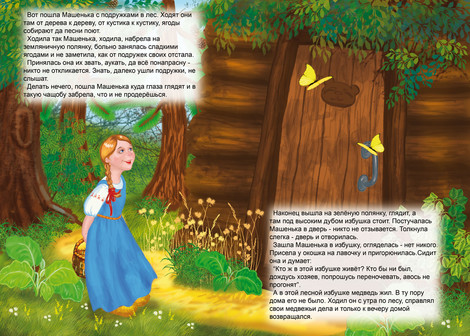 Вот пошла Машенька с подружками в лес. Ходят они
там от дерева к дереву, от кустика к кустику, ягоды
собирают да песни поют.
Ходила так Машенька, ходила, набрела на
земляничную полянку, больно занялась сладкими
ягодами и не заметила, как от подружек своих отстала.
Принялась она их звать, аукать, да всё понапрасну -
никто не откликается. Знать, далеко ушли подружки, не
слышат.
Делать нечего, пошла Машенька куда глаза глядят и в
такую чащобу забрела, что и не продерёшься.
Наконец вышла на зелёную полянку, глядит, а
там под высоким дубом избушка стоит. Постучалась
Машенька в дверь - никто не отзывается. Толкнула
слегка - дверь и отворилась.
Зашла Машенька в избушку, огляделась - нет никого
Присела у окошка на лавочку и пригорюнилась.Сидит
она и думает:
“Кто ж в этой избушке живёт? Кто бы ни был,
дождусь хозяев, попрошусь переночевать, авось не
прогонят”.
А в этой лесной избушке медведь жил. В ту пору
дома его не было. Ходил он с утра по лесу, справлял
свои медвежьи дела и только к вечеру домой
возвращался.